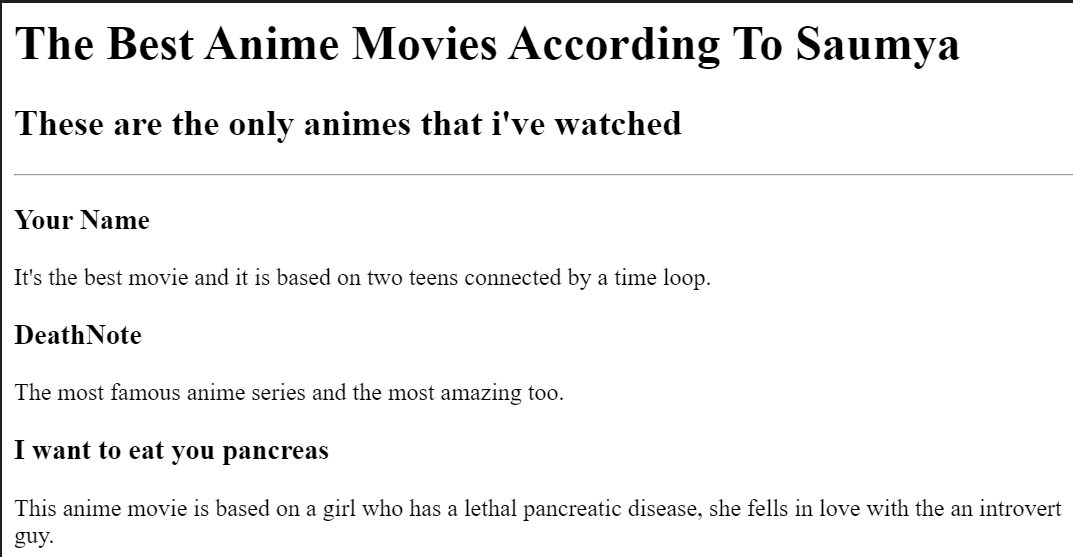 The Best Anime Movies According To Saumya
These are the only animes that i've watched
Your Name
It's the best movie and it is based on two teens connected by a time loop.
DeathNote
The most famous anime series and the most amazing too.
I want to eat you pancreas
This anime movie is based on a girl who has a lethal pancreatic disease, she fells in love with the an introvert
guy.